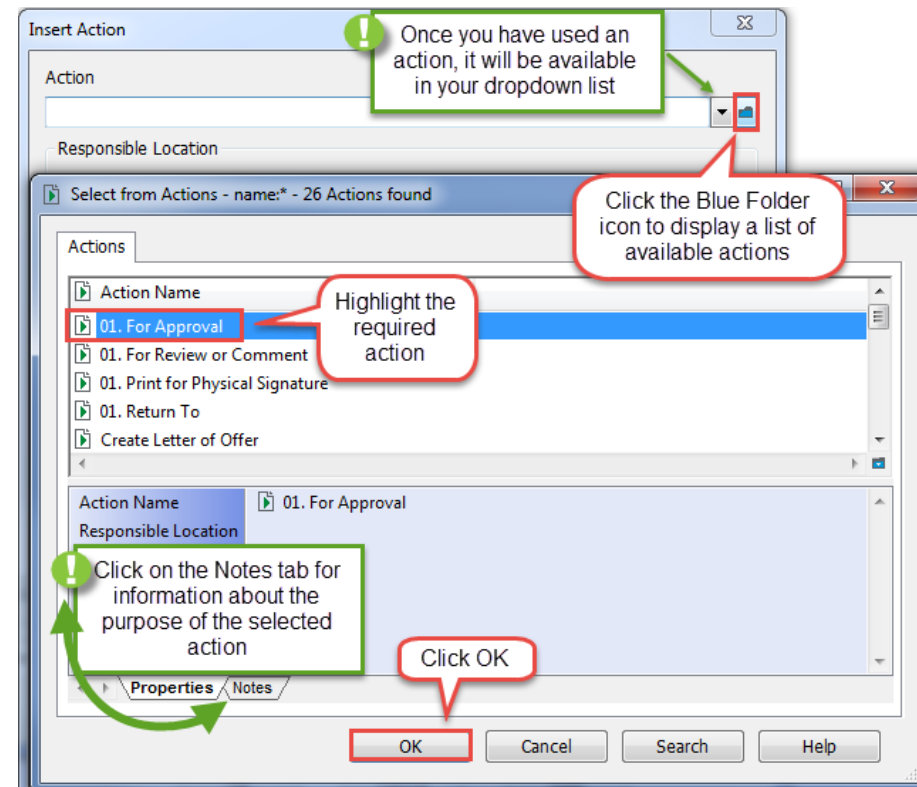 Insert Action
Once you have used an
action, it will be available
in your dropdown list
Action
Responsible Location
Click the Blue Folder
icon to display a list of
available actions
Select from Actions - name:* - 26 Actions found
Actions
Action Name
Highlight the
required
action
01. For Approval
01. For Review or Comment
01. Print for Physical Signature
01. Return To
Create Letter of Offer
Action Name 01. For Approval
Responsible Location
Click on the Notes tab for
information about the
purpose of the selected
action
Click OK
Properties Notes
OK Cancel Search Help